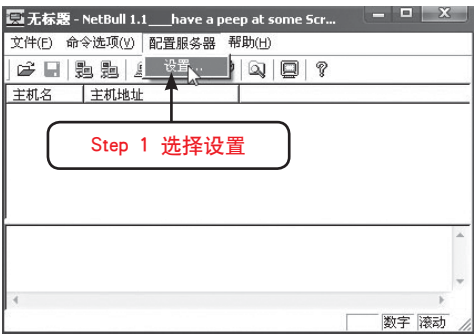 无标题 - NetBull 1.1___have a peep at some Scr...
文件(F) 命令选项(V) 配置服务器 帮助(H)
设置...
主机名 主机地址
Step 1 选择设置
数字 滚动